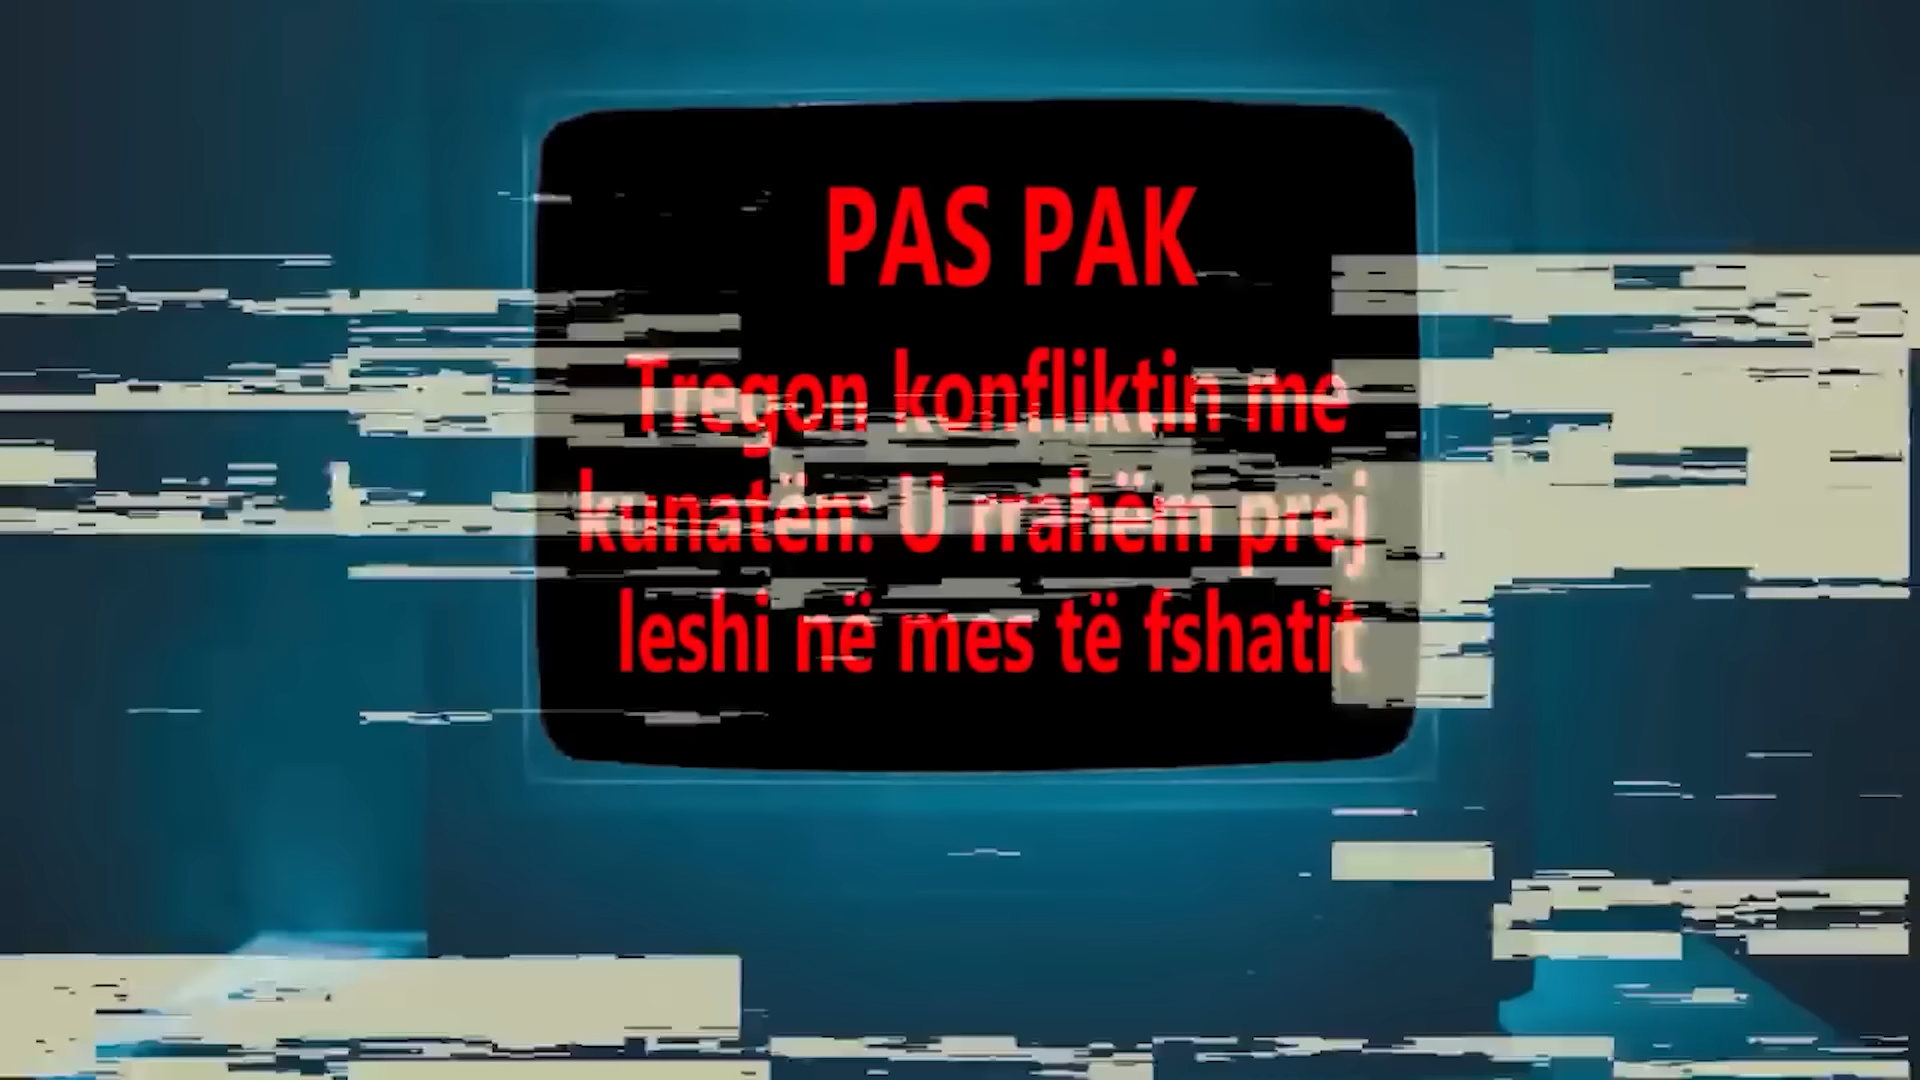 PAS PAK
Tregon konfliktin me
kunatën: U rrahëm prej
leshi në mes të fshatit